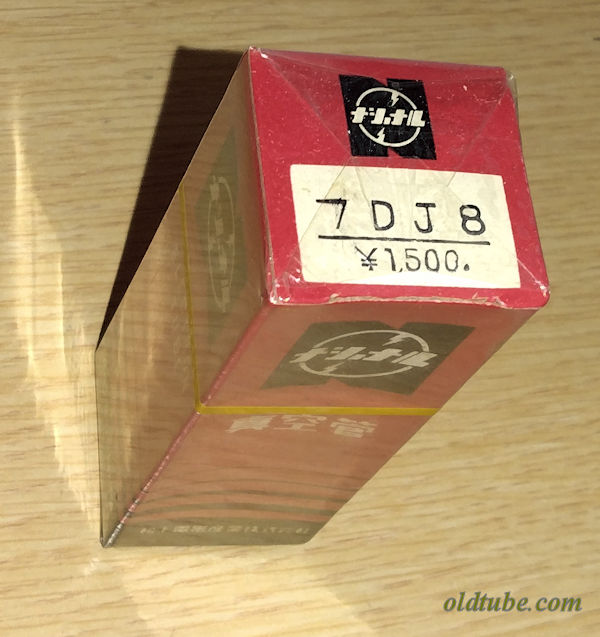 ナショナル
7DJ8
¥1,500.
ナショナル
真空管
oldtube.com